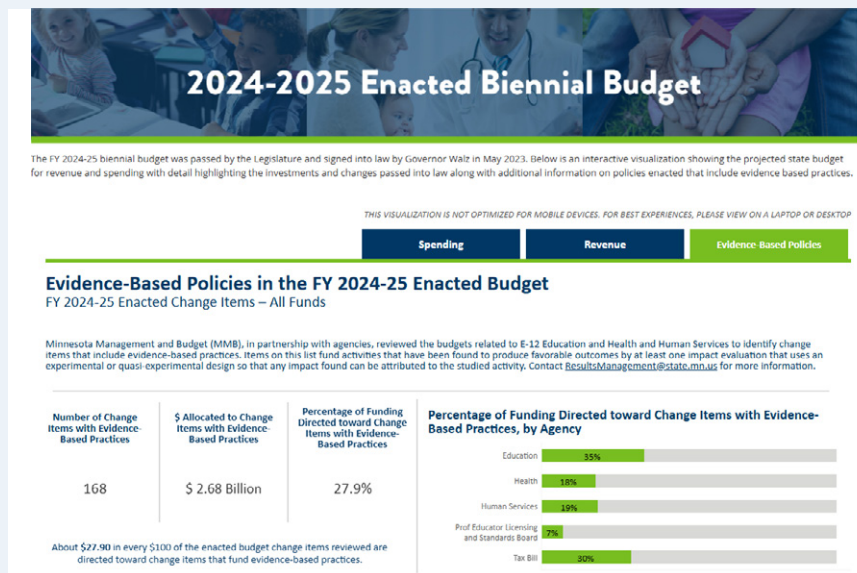 2024-2025 Enacted Biennial Budget
The FY 2024-25 biennial budget was passed by the Legislature and signed into law by Governor Walz in May 2023. Below is an interactive visualization showing the projected state budget
for revenue and spending with detail highlighting the investments and changes passed into law along with additional information on policies enacted that include evidence based practices.
THIS VISUALIZATION IS NOT OPTIMIZED FOR MOBILE DEVICES. FOR BEST EXPERIENCES, PLEASE VIEW ON A LAPTOP OR DESKTOP
Spending
Revenue
Evidence-Based Policies
Evidence-Based Policies in the FY 2024-25 Enacted Budget
FY 2024-25 Enacted Change Items – All Funds
Minnesota Management and Budget (MMB), in partnership with agencies, reviewed the budgets related to E-12 Education and Health and Human Services to identify change
items that include evidence-based practices. Items on this list fund activities that have been found to produce favorable outcomes by at least one impact evaluation that uses an
experimental or quasi-experimental design so that any impact found can be attributed to the studied activity. Contact ResultsManagement@state.mn.us for more information.
Number of Change
Items with Evidence-
Based Practices
168
$ Allocated to Change
Items with Evidence-
Based Practices
$ 2.68 Billion
Percentage of Funding
Directed toward Change
Items with Evidence-
Based Practices
27.9%
About $27.90 in every $100 of the enacted budget change items reviewed are
directed toward change items that fund evidence-based practices.
Percentage of Funding Directed toward Change Items with Evidence-
Based Practices, by Agency
Education
35%
Health
18%
Human Services
19%
Prof Educator Licensing
and Standards Board
7%
Tax Bill
30%